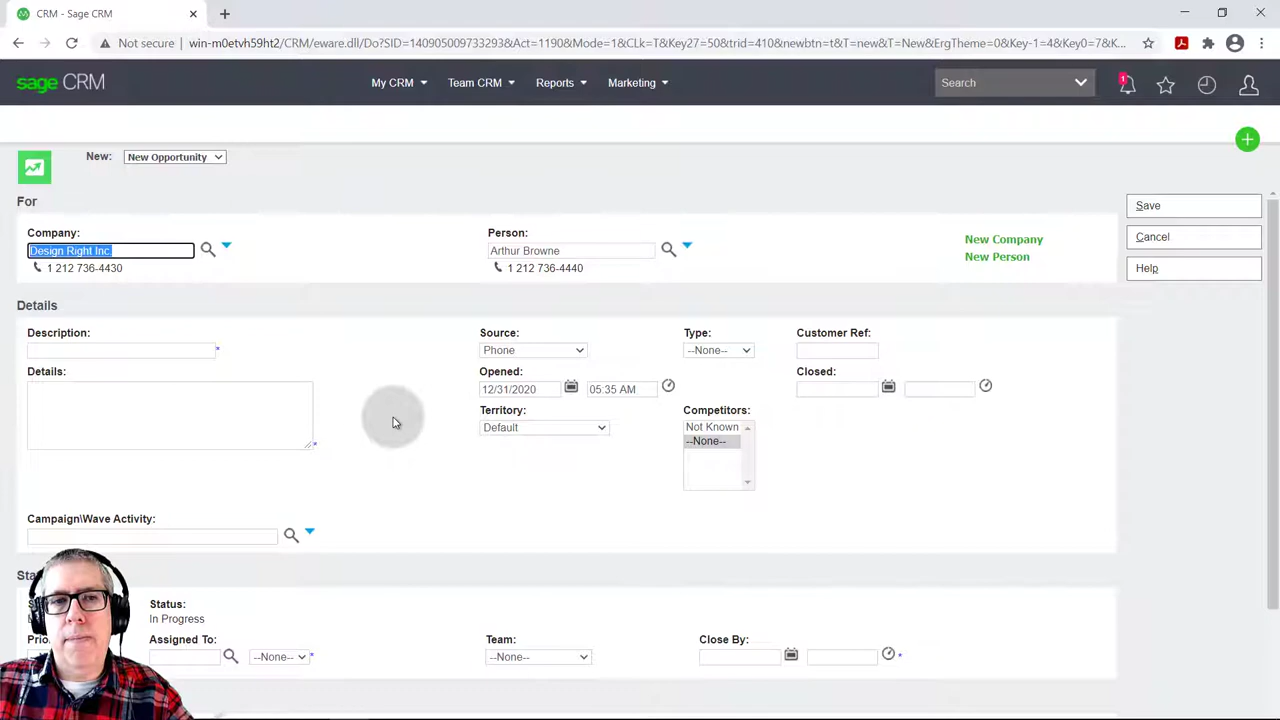 CRM - Sage CRM
Not secure win-m0etvh59ht2/CRM/eware.dll/Do?SID=140905009733293&Act=1190&Mode=1&CLk=T&Key27=50&trid=410&newbtn=t&T=new&T=New&ErgTheme=0&Key-1=4&Key0=7&K...
sage CRM My CRM Team CRM Reports Marketing Search 1
New: New Opportunity
For
Save
Company: Person:
Design Right Inc. Arthur Browne New Company Cancel
1 212 736-4430 1 212 736-4440 New Person Help
Details
Description: Source: Type: Customer Ref:
* Phone --None--
Details: Opened: Closed:
12/31/2020 05:35 AM
Territory: Competitors:
Default Not Known
--None--
*
Campaign\Wave Activity:
Status:
In Progress
Assigned To: Team: Close By:
--None-- * --None-- *